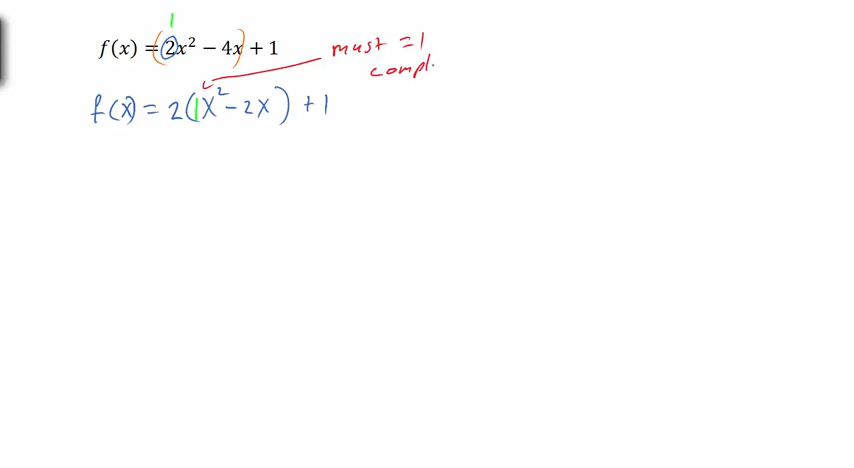 1
f(x) = (2x² − 4x) + 1
must = 1
compl.
f(x) = 2(1x² − 2x) + 1